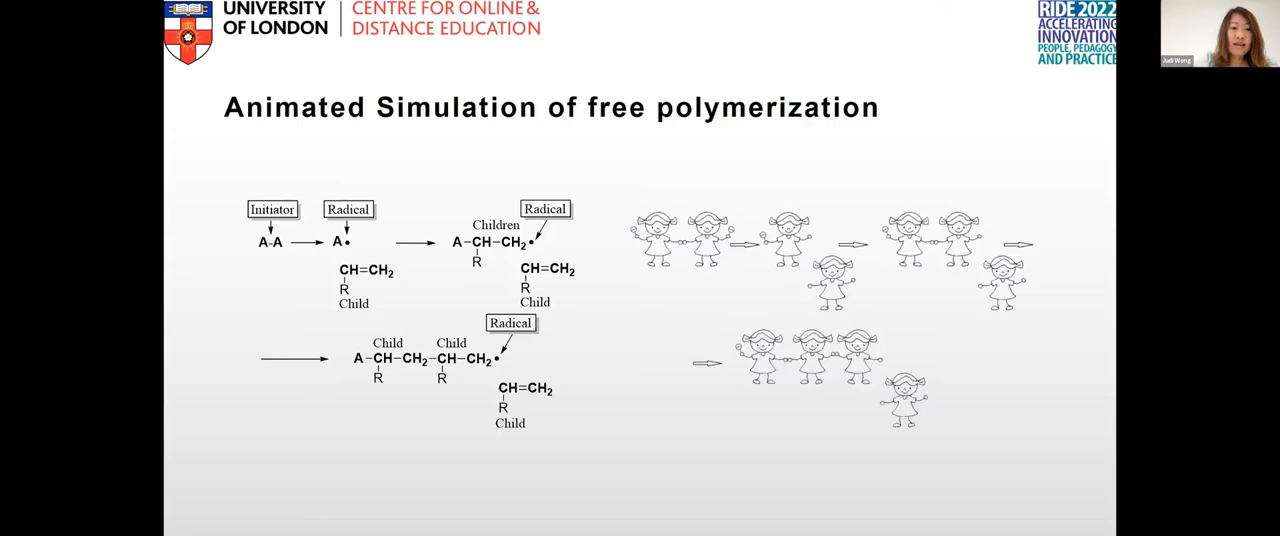 UNIVERSITY
OF LONDON
CENTRE FOR ONLINE &
DISTANCE EDUCATION
RIDE 2022
ACCELERATING
INNOVATION
PEOPLE, PEDAGOGY
AND PRACTICE
Judi Wong
Animated Simulation of free polymerization
Initiator
Radical
Radical
Children
A-A
A•
A-CH-CH2•
R
CH=CH2
R
Child
CH=CH2
R
Child
Radical
Child
Child
A-CH-CH2-CH-CH2•
R
R
CH=CH2
R
Child